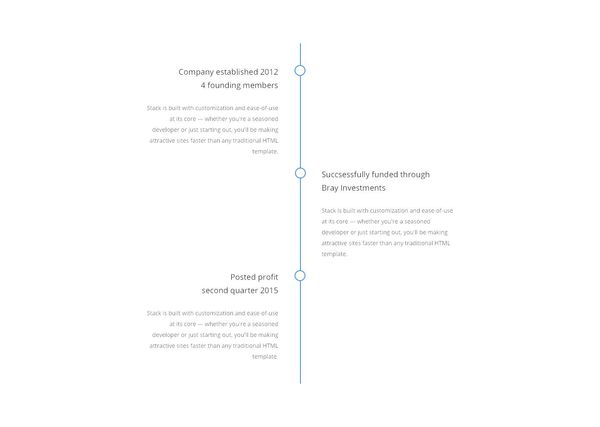 Company established 2012
4 founding members
Stack is built with customization and ease-of-use
at its core — whether you're a seasoned
developer or just starting out, you'll be making
attractive sites faster than any traditional HTML
template.
Succsessfully funded through
Bray Investments
Stack is built with customization and ease-of-use
at its core — whether you're a seasoned
developer or just starting out, you'll be making
attractive sites faster than any traditional HTML
template.
Posted profit
second quarter 2015
Stack is built with customization and ease-of-use
at its core — whether you're a seasoned
developer or just starting out, you'll be making
attractive sites faster than any traditional HTML
template.